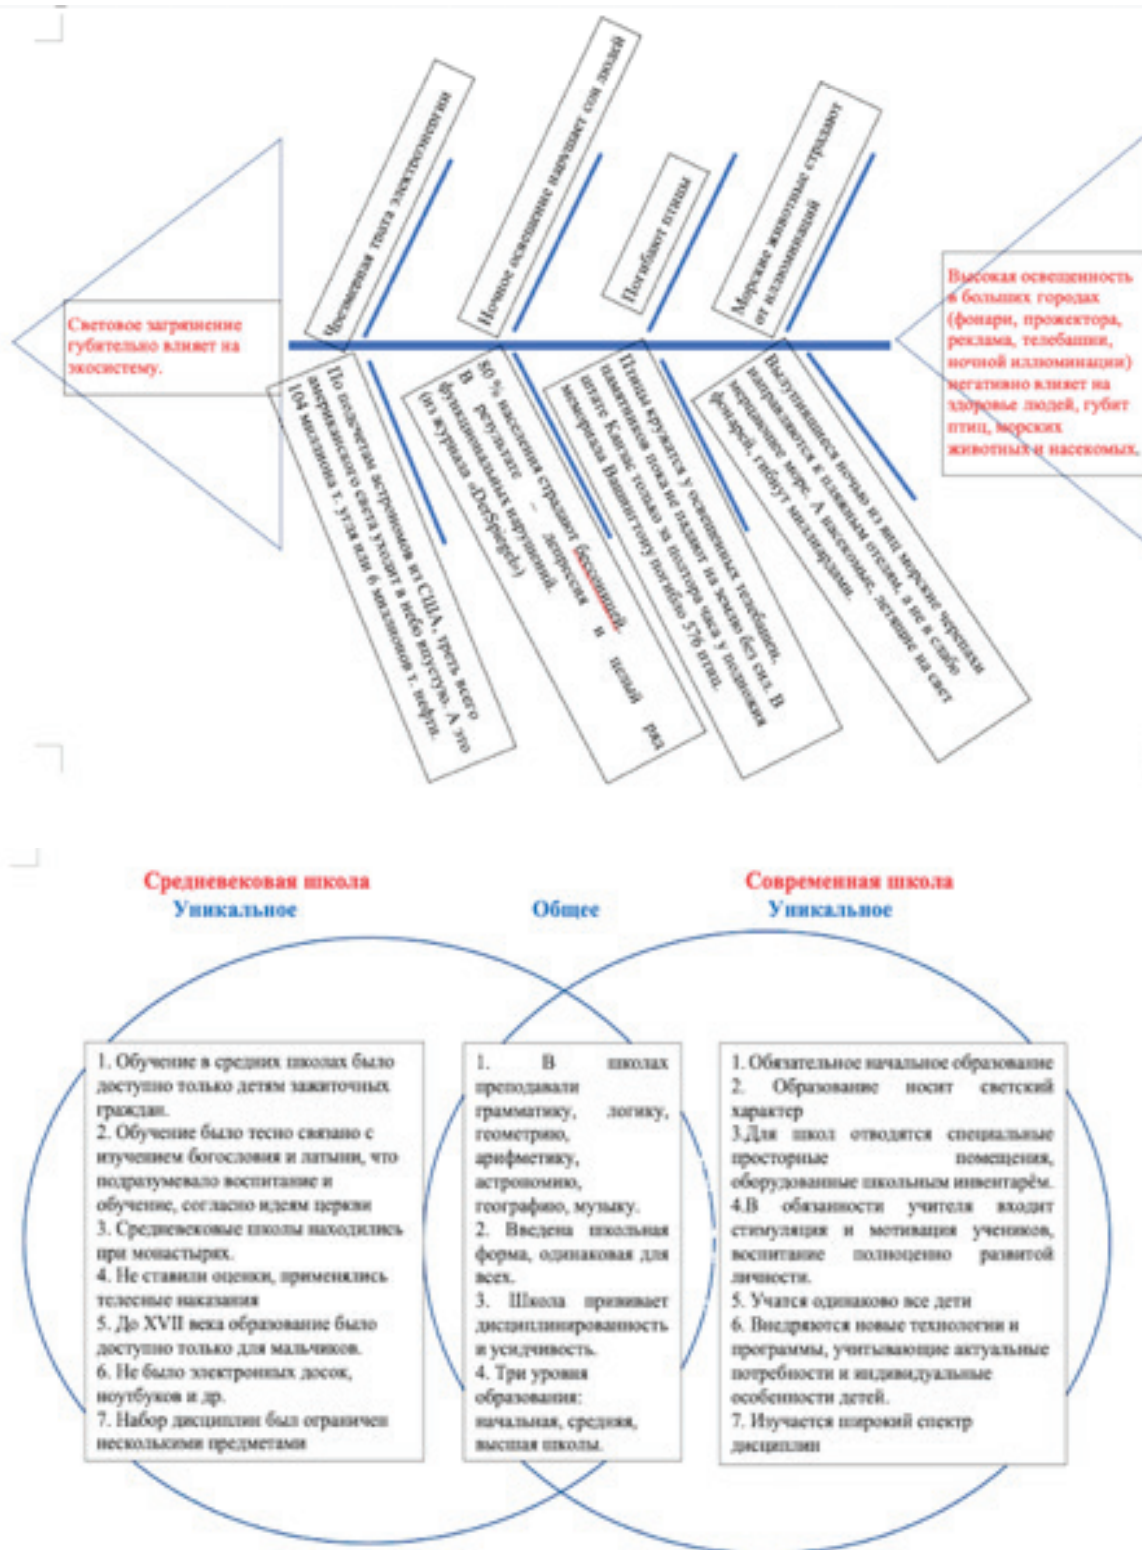 Световое загрязнение
губительно влияет на
экосистему.
Чрезмерная трата электроэнергии
Ночное освещение нарушает сон людей
Погибают птицы
Морские животные страдают
от иллюминаций
По подсчетам астрономов из США, треть всего
американского света уходит в небо впустую. А это
104 миллиона т. угля или 6 миллионов т. нефти.
80 % населения страдают бессонницей.
В результате – депрессия и целый ряд
функциональных нарушений.
(из журнала «DerSpiegel»)
Птицы кружатся у освещенных телебашен,
памятников пока не падают на землю без сил. В
штате Канзас только за полтора часа у подножия
мемориала Вашингтону погибло 576 птиц.
Вылупившиеся ночью из яиц морские черепахи
направляются к пляжным отелям, а не в слабо
мерцающее море. А насекомые, летящие на свет
фонарей, гибнут миллиардами.
Высокая освещенность
в больших городах
(фонари, прожектора,
реклама, телебашни,
ночной иллюминации)
негативно влияет на
здоровье людей, губит
птиц, морских
животных и насекомых,
Средневековая школа
Уникальное
1. Обучение в средних школах было
доступно только детям зажиточных
граждан.
2. Обучение было тесно связано с
изучением богословия и латыни, что
подразумевало воспитание и
обучение, согласно идеям церкви
3. Средневековые школы находились
при монастырях.
4. Не ставили оценки, применялись
телесные наказания
5. До XVII века образование было
доступно только для мальчиков.
6. Не было электронных досок,
ноутбуков и др.
7. Набор дисциплин был ограничен
несколькими предметами
Общее
1. В школах
преподавали
грамматику, логику,
геометрию,
арифметику,
астрономию,
географию, музыку.
2. Введена школьная
форма, одинаковая для
всех.
3. Школа прививает
дисциплинированность
и усидчивость.
4. Три уровня
образования:
начальная, средняя,
высшая школы.
Современная школа
Уникальное
1. Обязательное начальное образование
2. Образование носит светский
характер
3.Для школ отводятся специальные
просторные помещения,
оборудованные школьным инвентарём.
4.В обязанности учителя входит
стимуляция и мотивация учеников,
воспитание полноценно развитой
личности.
5. Учатся одинаково все дети
6. Внедряются новые технологии и
программы, учитывающие актуальные
потребности и индивидуальные
особенности детей.
7. Изучается широкий спектр
дисциплин